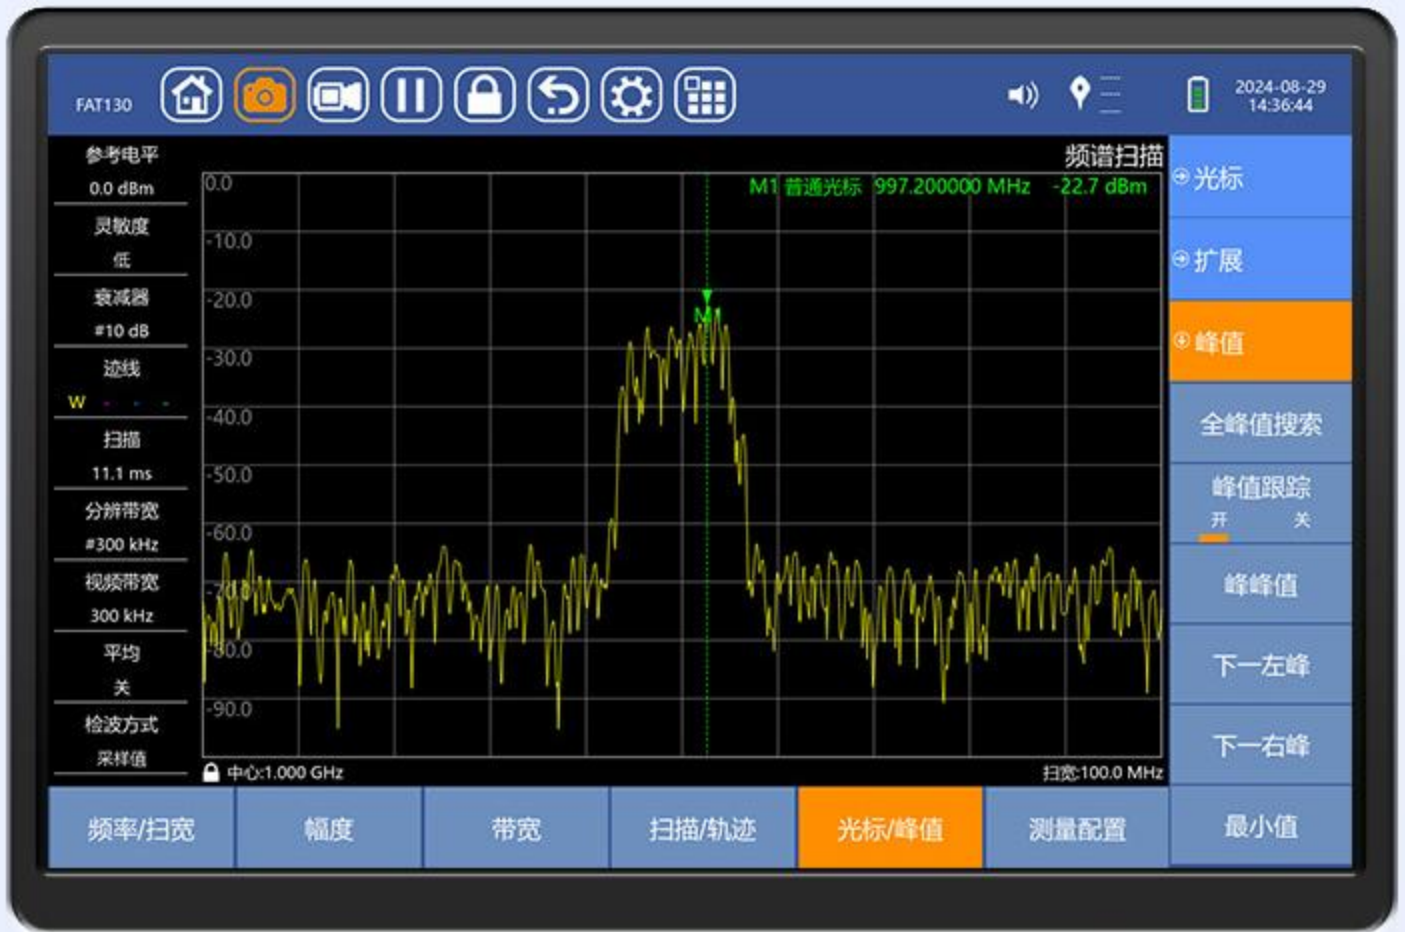 FAT130
2024-08-29
14:36:44
参考电平
0.0 dBm
灵敏度
低
衰减器
#10 dB
迹线
W - - -
扫描
11.1 ms
分辨带宽
#300 kHz
视频带宽
300 kHz
平均
关
检波方式
采样值
频谱扫描
M1 普通光标 997.200000 MHz -22.7 dBm
0.0
-10.0
-20.0
M1
-30.0
-40.0
-50.0
-60.0
-70.0
-80.0
-90.0
中心:1.000 GHz
扫宽:100.0 MHz
光标
扩展
峰值
全峰值搜索
峰值跟踪
开 关
峰峰值
下一左峰
下一右峰
最小值
频率/扫宽
幅度
带宽
扫描/轨迹
光标/峰值
测量配置